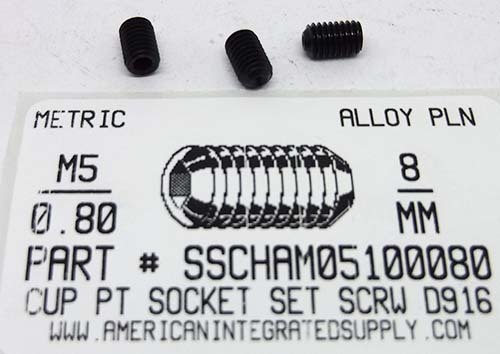 METRIC ALLOY PLN
M5 8
0.80 MM
PART # SSCHAM05100080
CUP PT SOCKET SET SCRW D916
WWW.AMERICANINTEGRATEDSUPPLY.COM